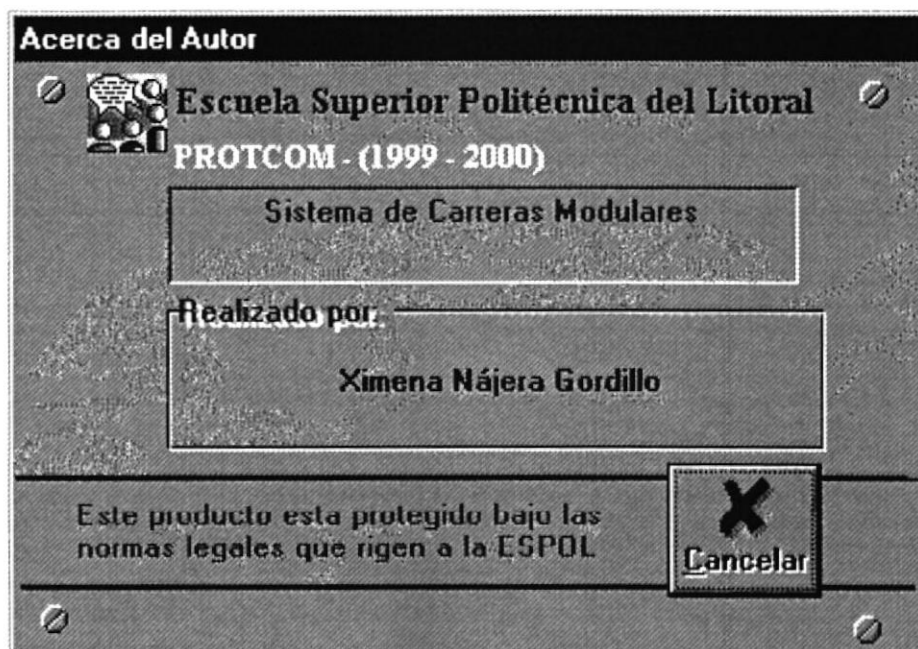 Acerca del Autor
Escuela Superior Politécnica del Litoral
PROTCOM - (1999 - 2000)
Sistema de Carreras Modulares
Realizado por:
Ximena Nájera Gordillo
Este producto esta protegido bajo las
normas legales que rigen a la ESPOL
Cancelar